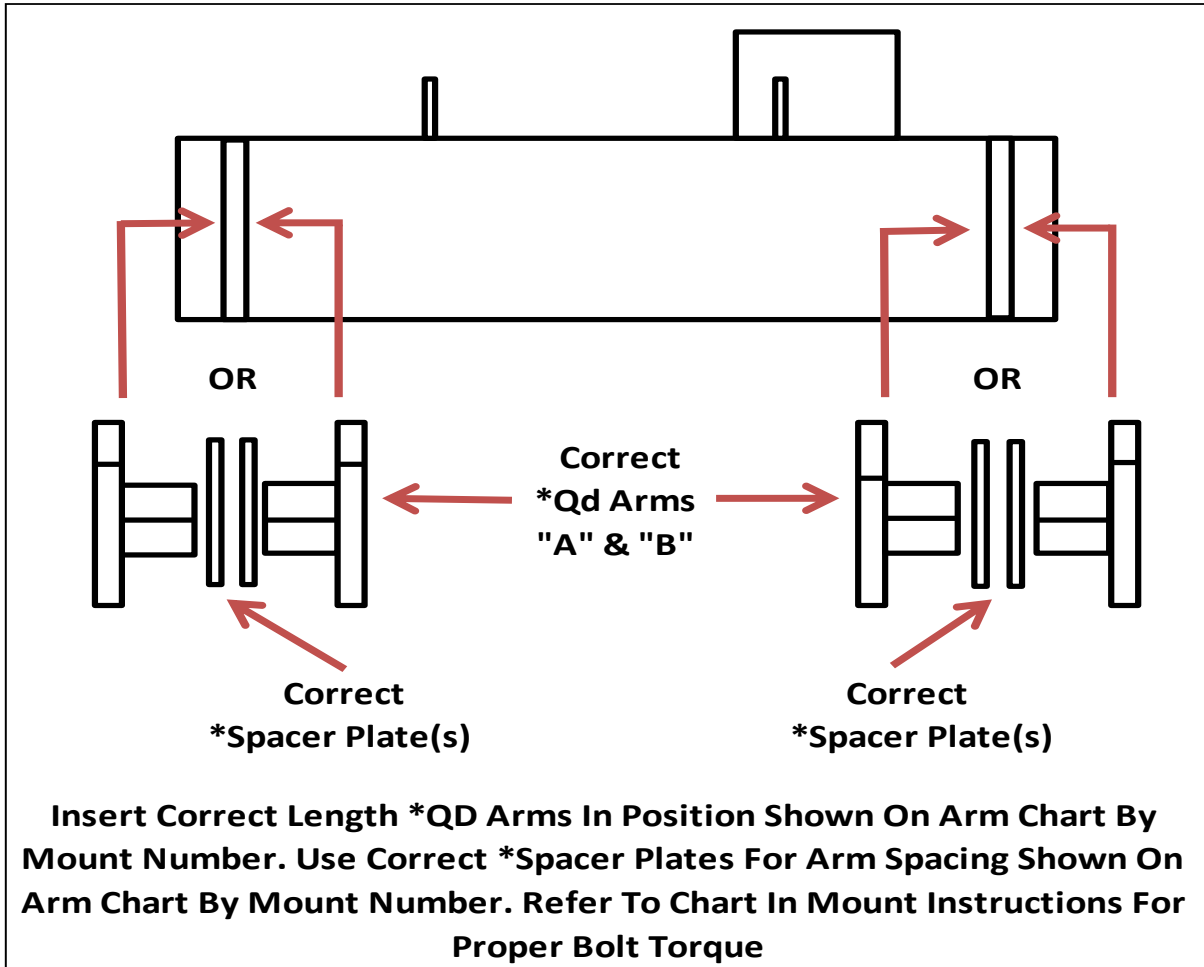 OR
OR
Correct
*Qd Arms
"A" & "B"
Correct
*Spacer Plate(s)
Correct
*Spacer Plate(s)
Insert Correct Length *QD Arms In Position Shown On Arm Chart By
Mount Number. Use Correct *Spacer Plates For Arm Spacing Shown On
Arm Chart By Mount Number. Refer To Chart In Mount Instructions For
Proper Bolt Torque